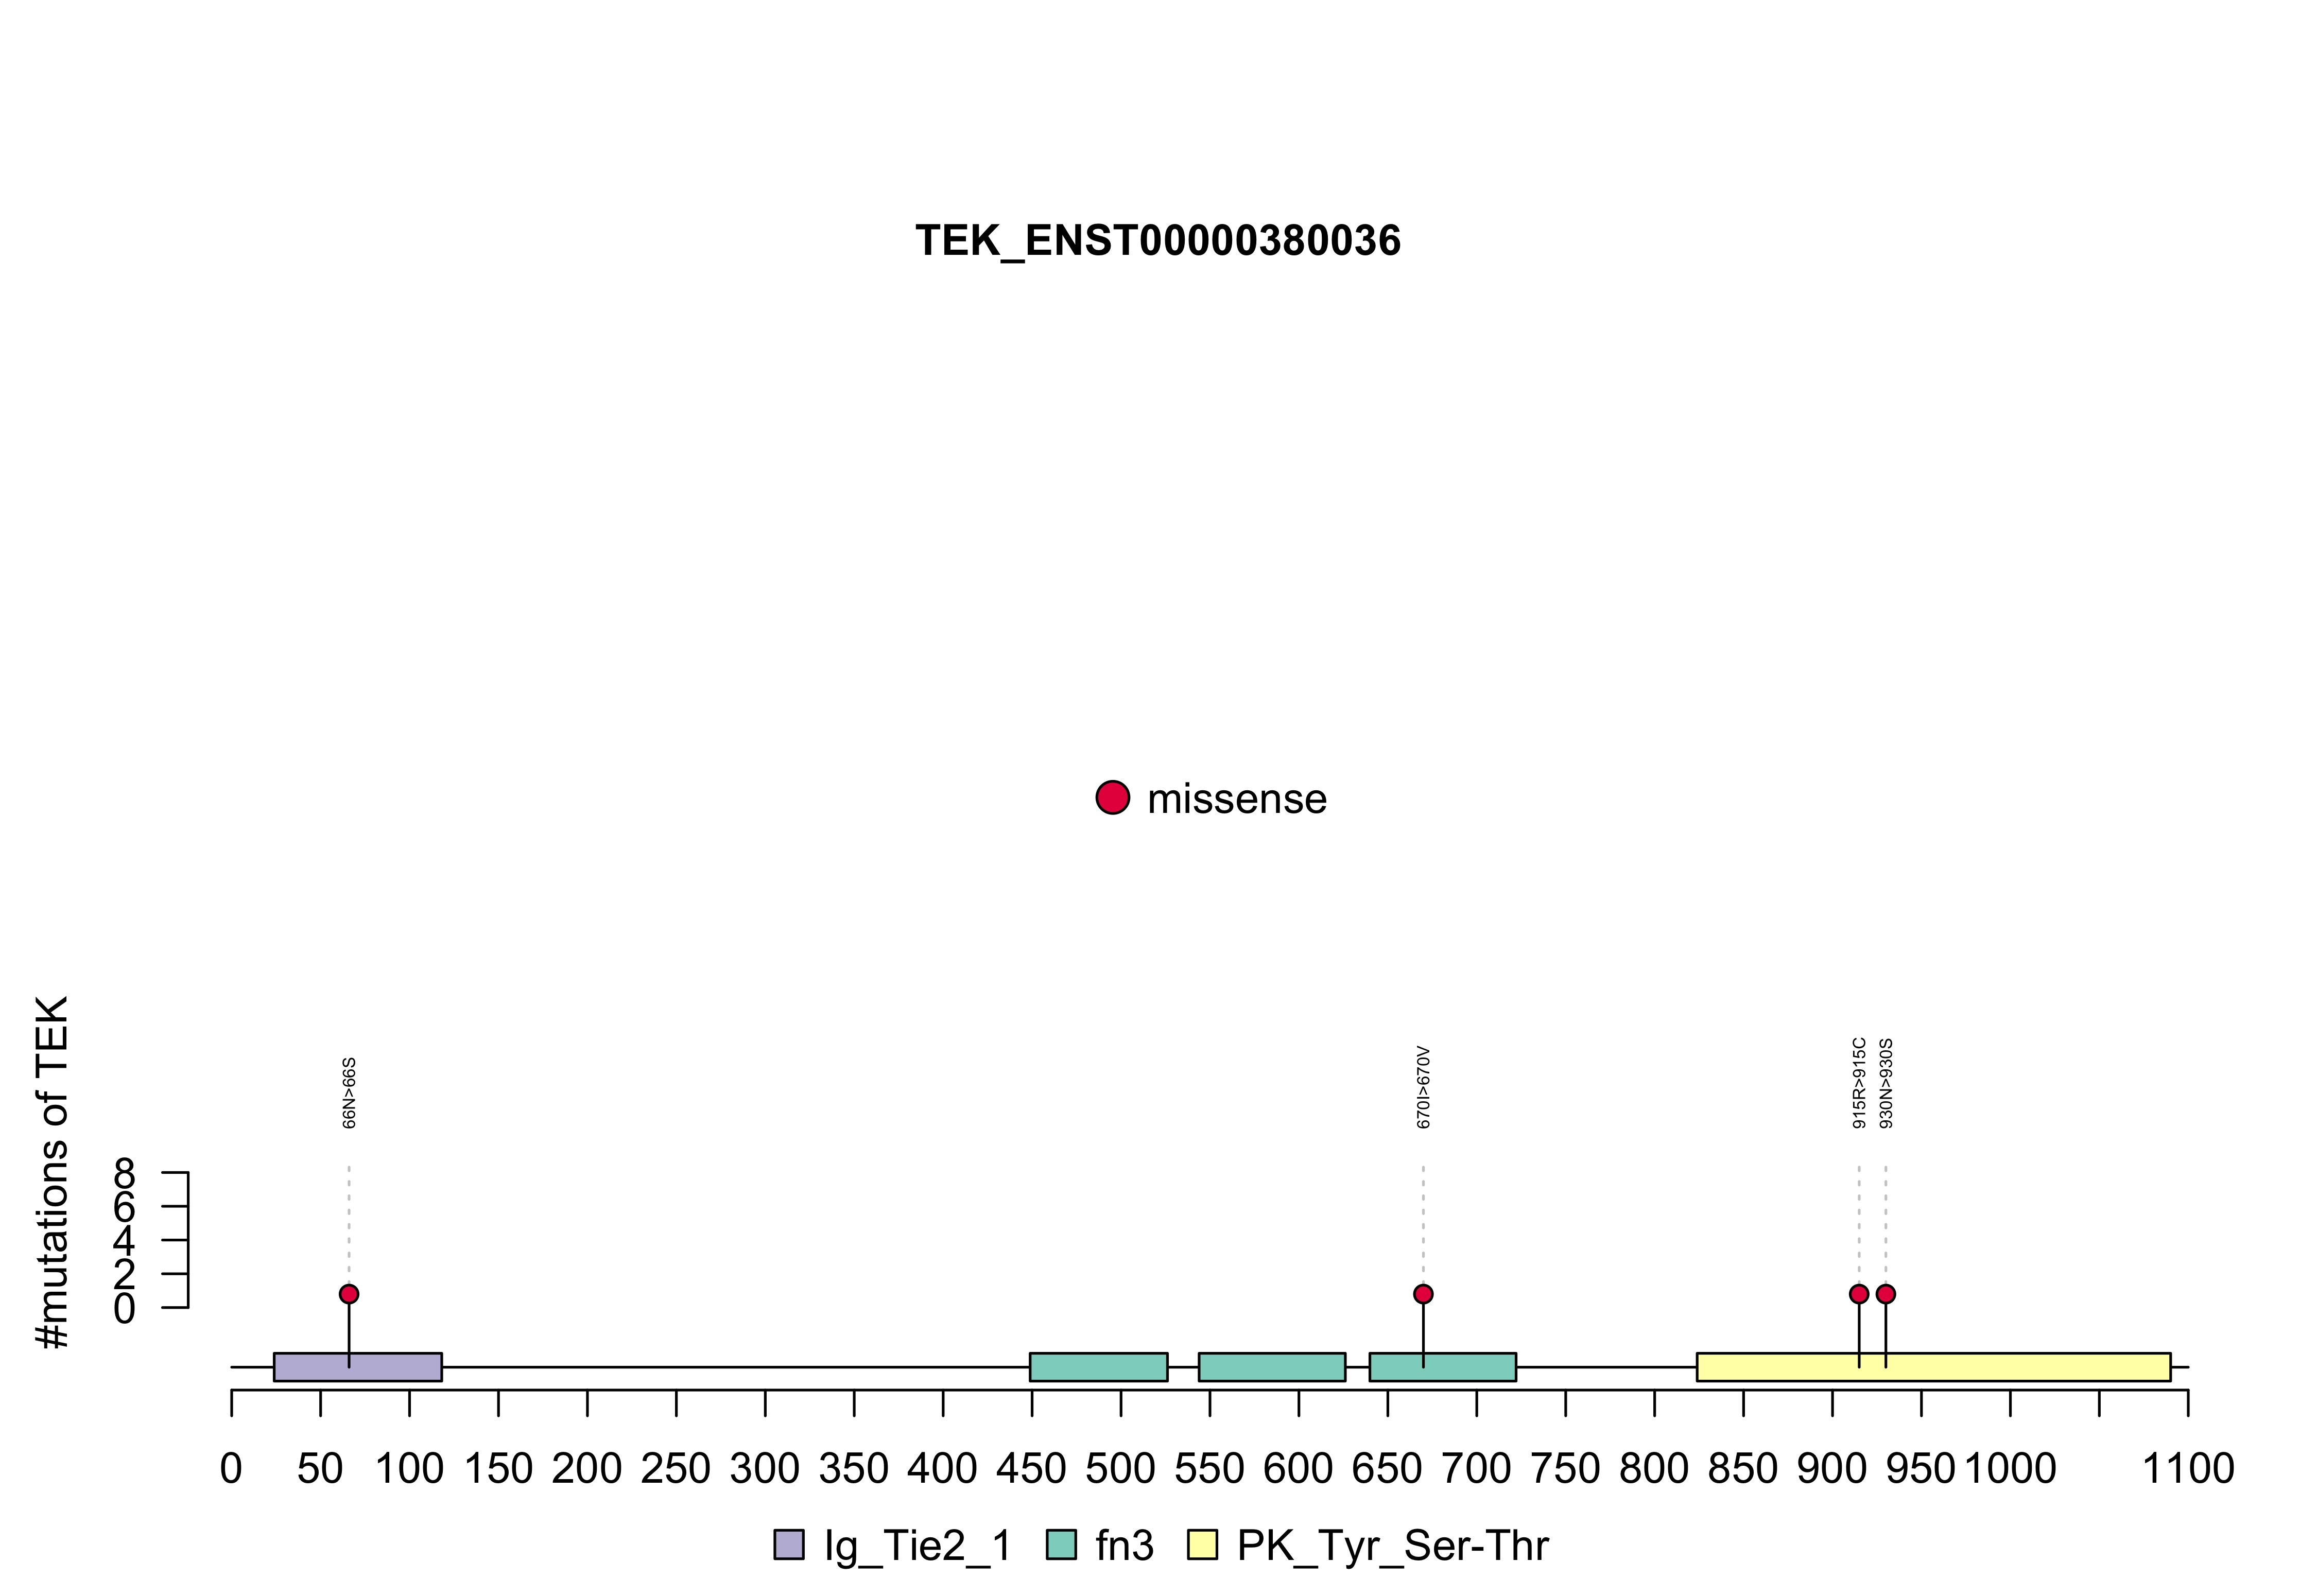 TEK_ENST00000380036
missense
#mutations of TEK
66N>66S
670I>670V
915R>915C
930N>930S
8
6
4
2
0
0 50 100 150 200 250 300 350 400 450 500 550 600 650 700 750 800 850 900 950 1000 1100
Ig_Tie2_1 fn3 PK_Tyr_Ser-Thr